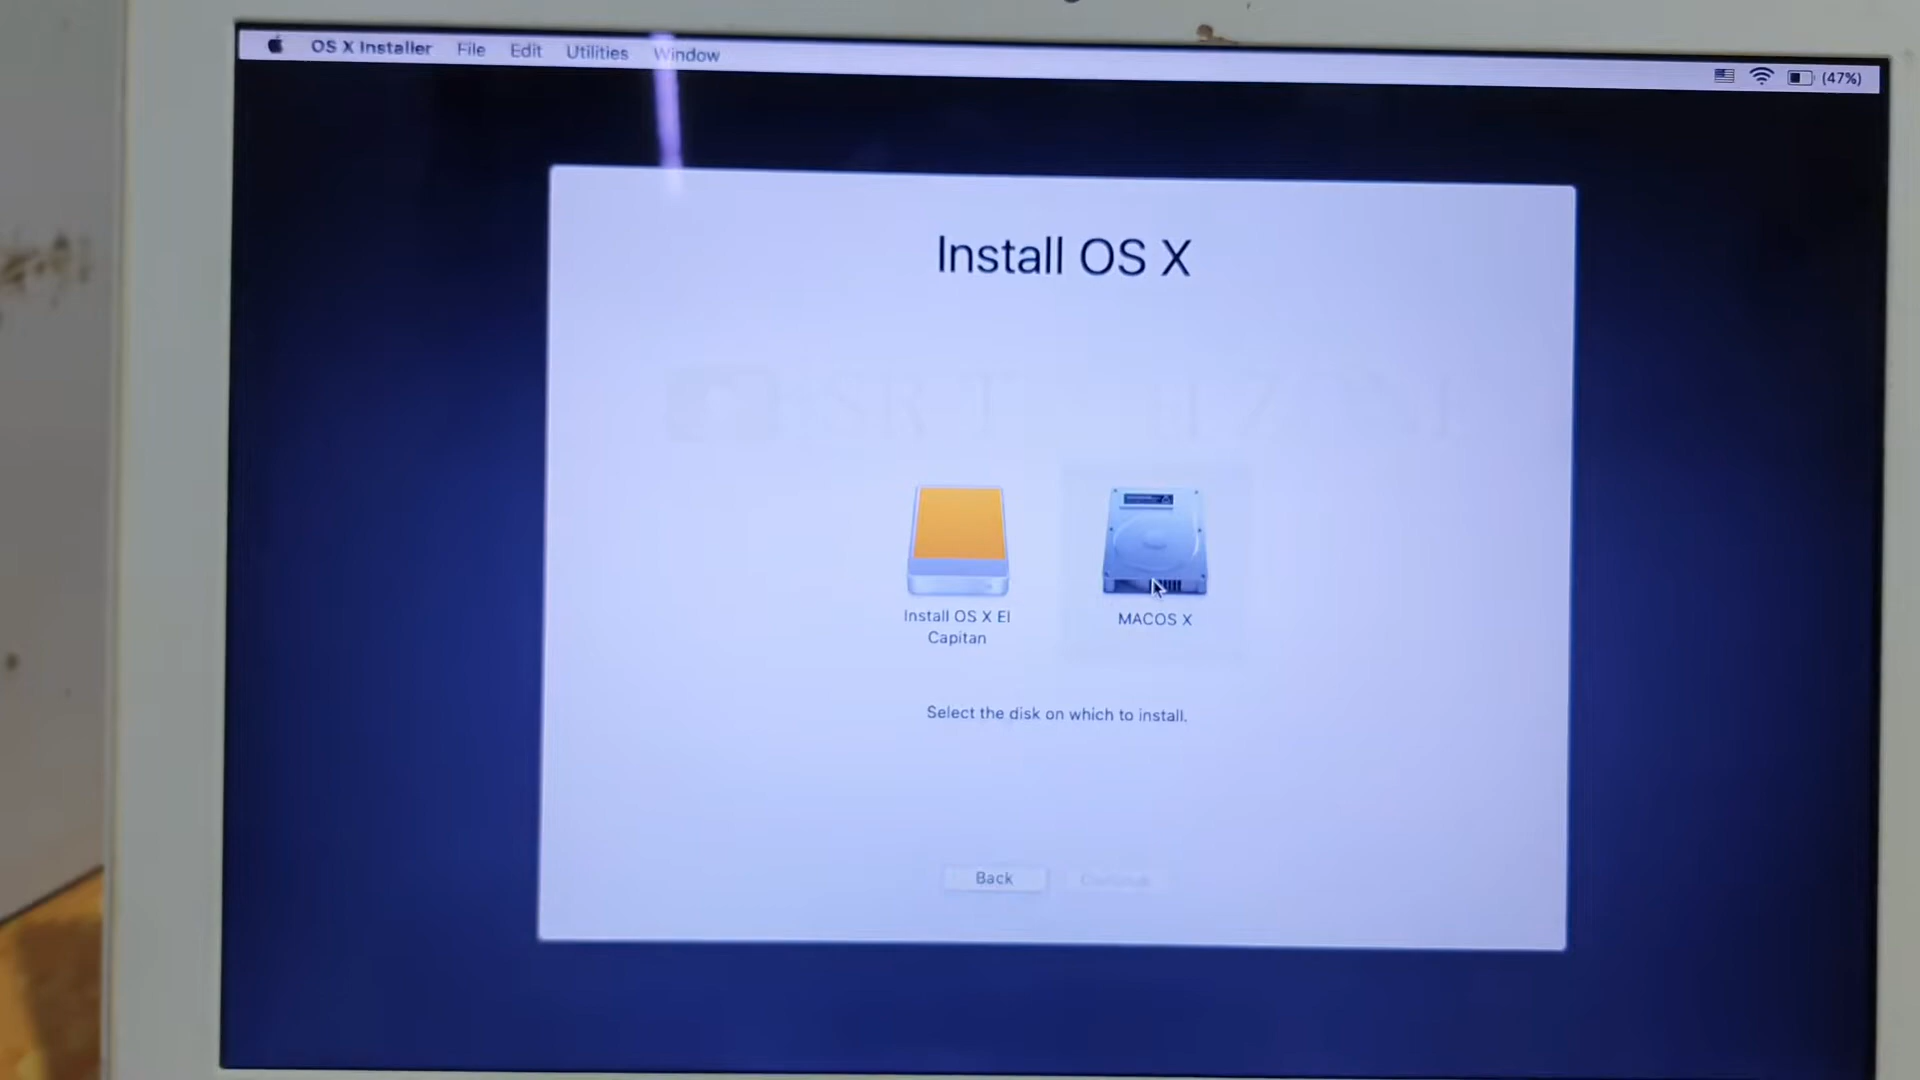 OS X Installer File Edit Utilities Window
(47%)
Install OS X
Install OS X El
Capitan
MACOS X
Select the disk on which to install.
Back Continue